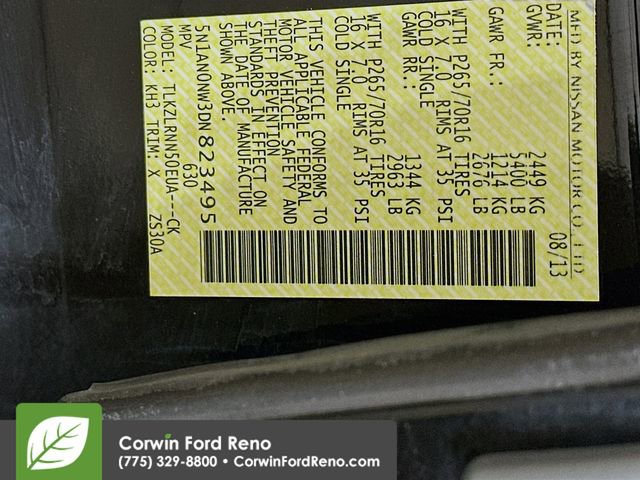 MFD BY NISSAN MOTOR CO., LTD
DATE: 08/13
GVWR: 2449 KG
5400 LB
GAWR FR.: 1214 KG
2676 LB
WITH P265/70R16 TIRES
16 X 7.0 RIMS AT 35 PSI
COLD SINGLE
GAWR RR.: 1344 KG
2963 LB
WITH P265/70R16 TIRES
16 X 7.0 RIMS AT 35 PSI
COLD SINGLE
THIS VEHICLE CONFORMS TO
ALL APPLICABLE FEDERAL
MOTOR VEHICLE SAFETY AND
THEFT PREVENTION
STANDARDS IN EFFECT ON
THE DATE OF MANUFACTURE
SHOWN ABOVE.
5N1AN0NW3DN823495
MPV 630
MODEL: TLKZLRNN50EUA---CK
COLOR: KH3 TRIM: X ZS30A
Corwin Ford Reno
(775) 329-8800 • CorwinFordReno.com